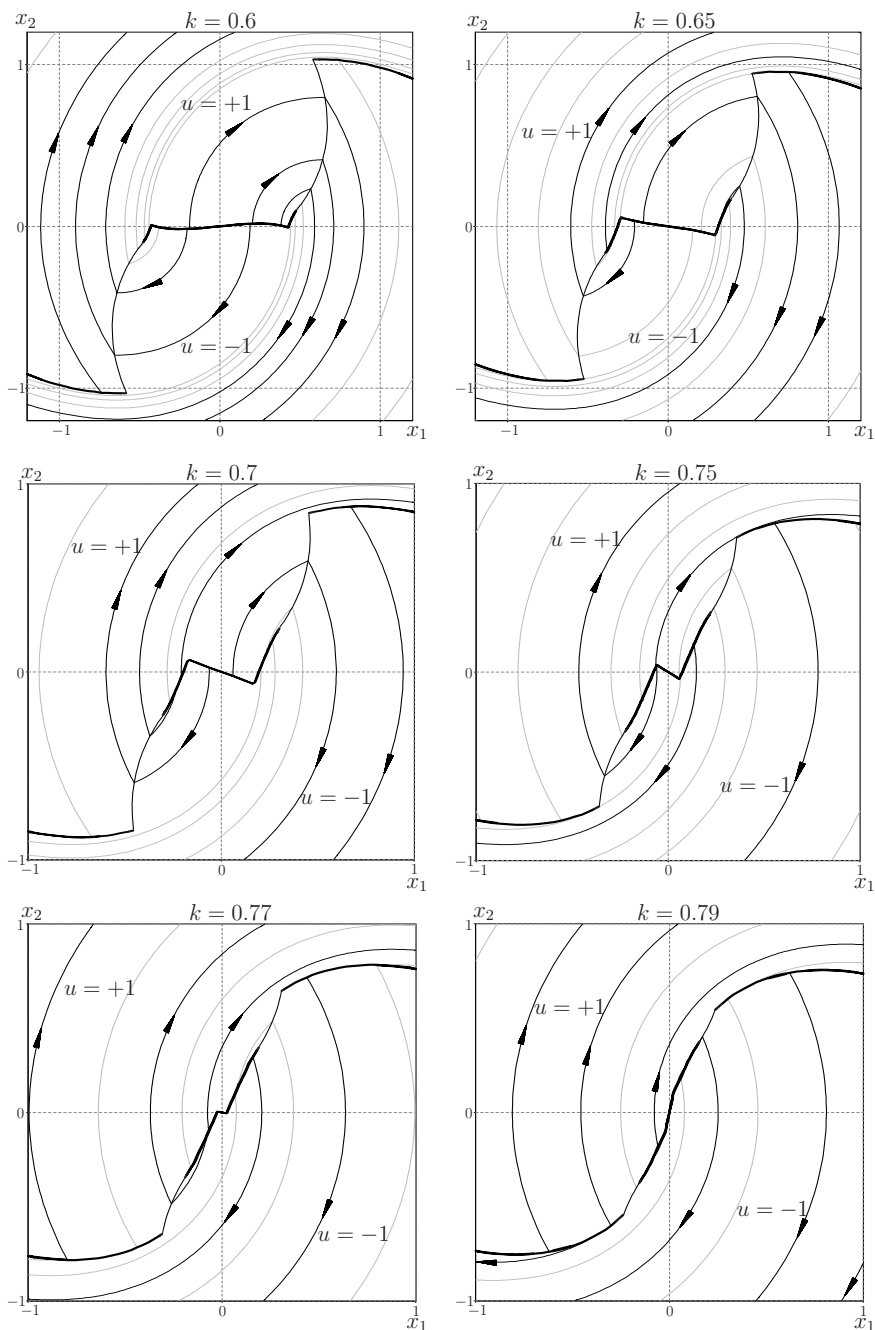 x₂ k = 0.6
1
u = +1
0
u = −1
−1
−1 0 1 x₁
x₂ k = 0.65
1
u = +1
0
u = −1
−1
−1 0 1 x₁
x₂ k = 0.7
1
u = +1
0
u = −1
−1
−1 0 1
x₁
x₂ k = 0.75
1
u = +1
0
u = −1
−1
−1 0 1
x₁
x₂ k = 0.77
1
u = +1
0
u = −1
−1
−1 0 1
x₁
x₂ k = 0.79
1
u = +1
0
u = −1
−1
−1 0 1
x₁